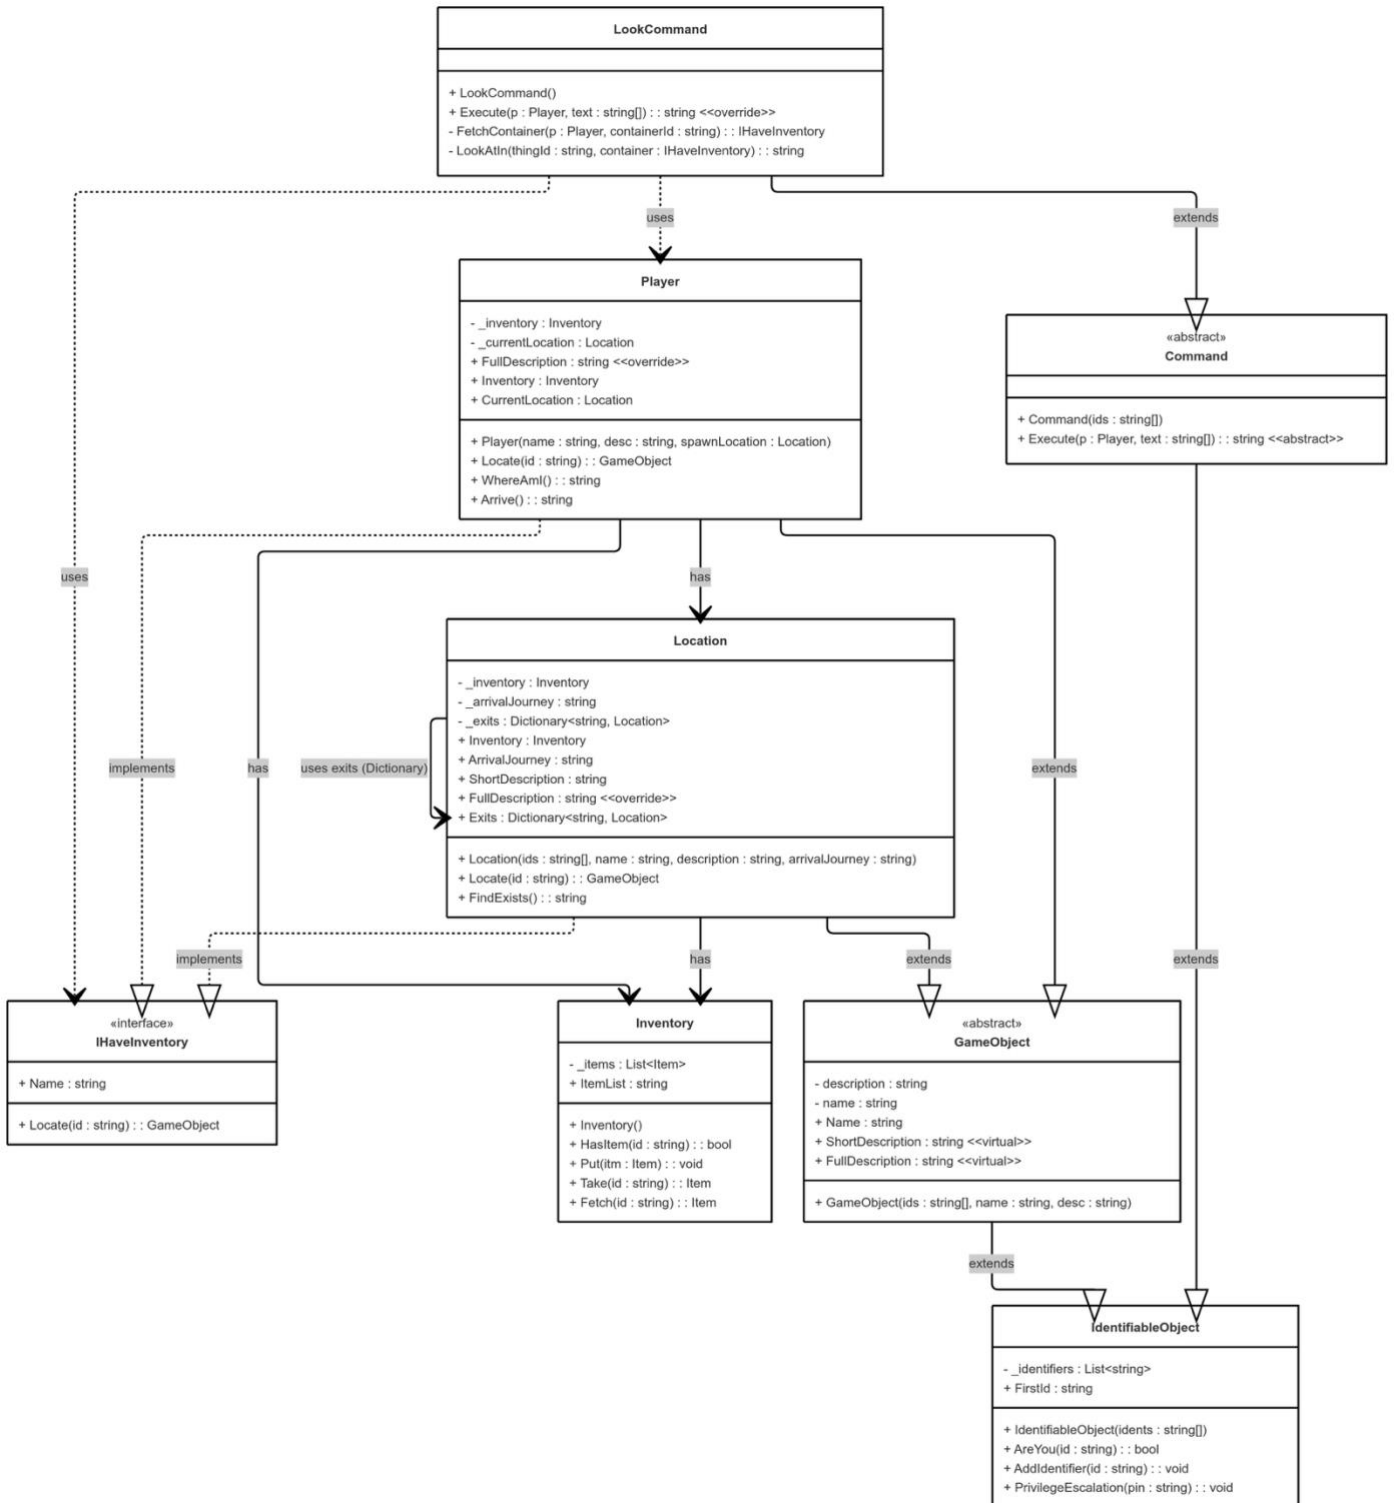 LookCommand
+ LookCommand()
+ Execute(p : Player, text : string[]) : : string <<override>>
- FetchContainer(p : Player, containerId : string) : : IHaveInventory
- LookAtIn(thingId : string, container : IHaveInventory) : : string
uses
extends
Player
- _inventory : Inventory
- _currentLocation : Location
+ FullDescription : string <<override>>
+ Inventory : Inventory
+ CurrentLocation : Location
+ Player(name : string, desc : string, spawnLocation : Location)
+ Locate(id : string) : : GameObject
+ WhereAmI() : : string
+ Arrive() : : string
«abstract»
Command
+ Command(ids : string[])
+ Execute(p : Player, text : string[]) : : string <<abstract>>
uses
has
Location
- _inventory : Inventory
- _arrivalJourney : string
- _exits : Dictionary<string, Location>
+ Inventory : Inventory
+ ArrivalJourney : string
+ ShortDescription : string
+ FullDescription : string <<override>>
+ Exits : Dictionary<string, Location>
+ Location(ids : string[], name : string, description : string, arrivalJourney : string)
+ Locate(id : string) : : GameObject
+ FindExists() : : string
implements
has
uses exits (Dictionary)
extends
implements
has
extends
extends
«interface»
IHaveInventory
+ Name : string
+ Locate(id : string) : : GameObject
Inventory
- _items : List<Item>
+ ItemList : string
+ Inventory()
+ HasItem(id : string) : : bool
+ Put(itm : Item) : : void
+ Take(id : string) : : Item
+ Fetch(id : string) : : Item
«abstract»
GameObject
- description : string
- name : string
+ Name : string
+ ShortDescription : string <<virtual>>
+ FullDescription : string <<virtual>>
+ GameObject(ids : string[], name : string, desc : string)
extends
IdentifiableObject
- _identifiers : List<string>
+ FirstId : string
+ IdentifiableObject(idents : string[])
+ AreYou(id : string) : : bool
+ AddIdentifier(id : string) : : void
+ PrivilegeEscalation(pin : string) : : void